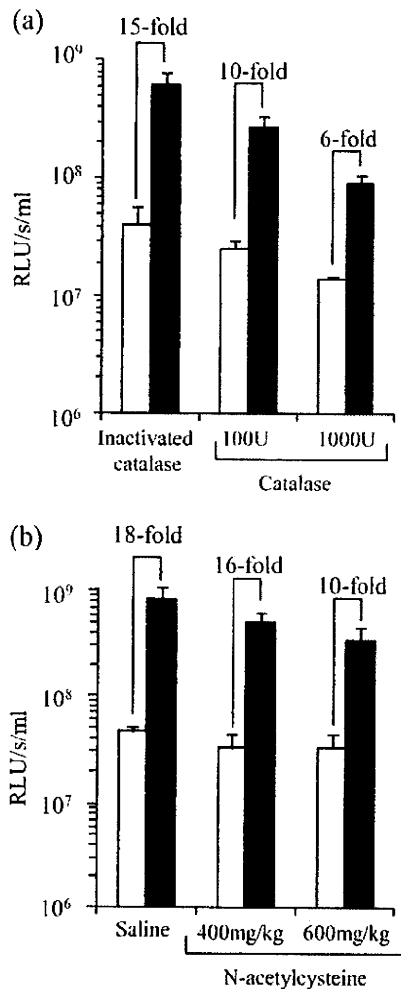 (a)
15-fold
10-fold
6-fold
10⁹
10⁸
10⁷
10⁶
RLU/s/ml
Inactivated
catalase
100U
1000U
Catalase
(b)
18-fold
16-fold
10-fold
10⁹
10⁸
10⁷
10⁶
RLU/s/ml
Saline
400mg/kg
600mg/kg
N-acetylcysteine